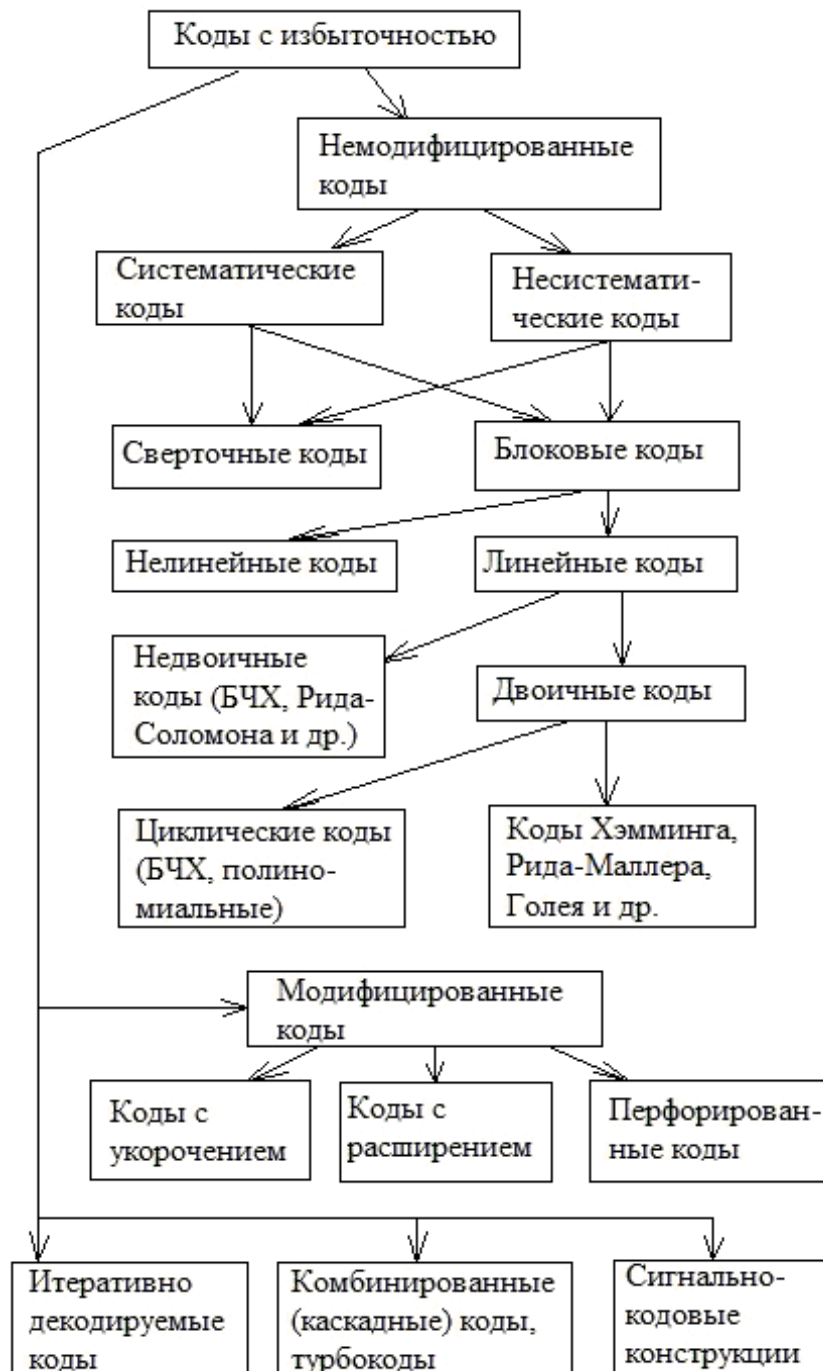 Коды с избыточностью
Немодифицированные
коды
Систематические
коды
Несистемати-
ческие коды
Сверточные коды
Блоковые коды
Нелинейные коды
Линейные коды
Недвоичные
коды (БЧХ, Рида-
Соломона и др.)
Двоичные коды
Циклические коды
(БЧХ, полино-
миальные)
Коды Хэмминга,
Рида-Маллера,
Голея и др.
Модифицированные
коды
Коды с
укорочением
Коды с
расширением
Перфорирован-
ные коды
Итеративно
декодируемые
коды
Комбинированные
(каскадные) коды,
турбокоды
Сигнально-
кодовые
конструкции